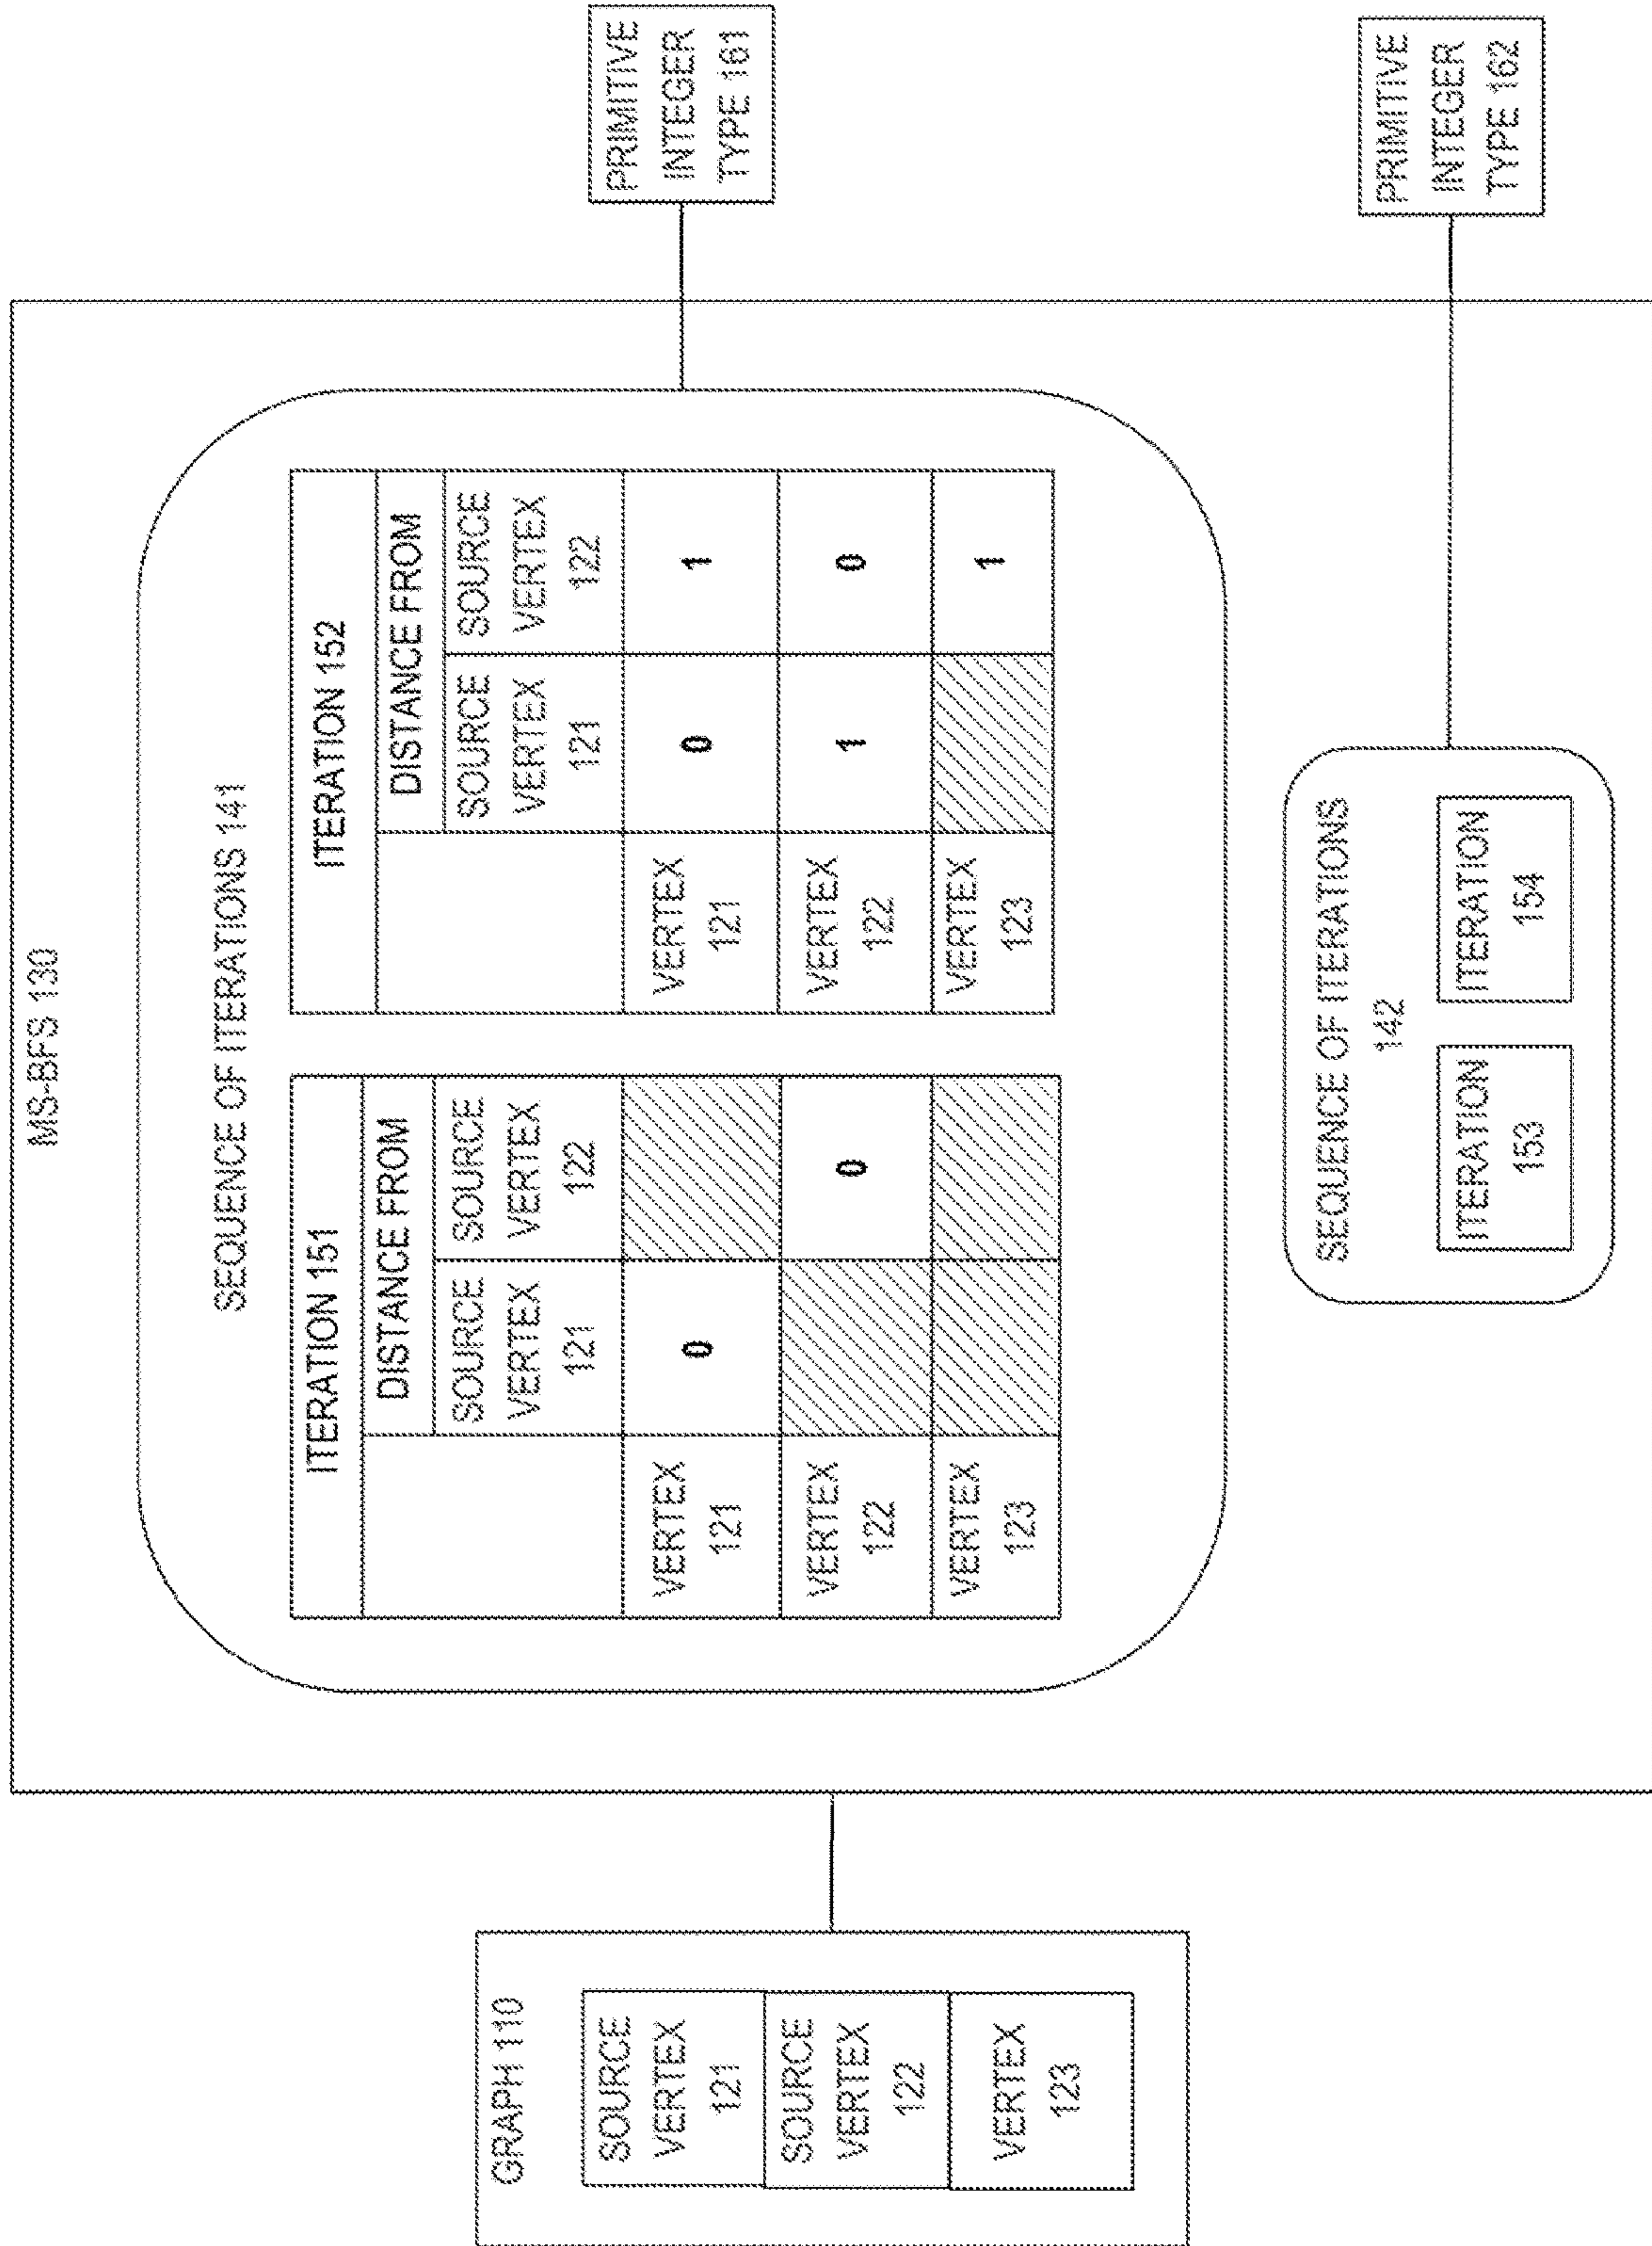 MS-BFS 130
GRAPH 110
SOURCE
VERTEX
121
SOURCE
VERTEX
122
VERTEX
123
SEQUENCE OF ITERATIONS 141
ITERATION 151
DISTANCE FROM
SOURCE
VERTEX
121
SOURCE
VERTEX
122
VERTEX
121
0
VERTEX
122
0
VERTEX
123
ITERATION 152
DISTANCE FROM
SOURCE
VERTEX
121
SOURCE
VERTEX
122
VERTEX
121
0
1
VERTEX
122
1
0
VERTEX
123
1
SEQUENCE OF ITERATIONS
142
ITERATION
153
ITERATION
154
PRIMITIVE
INTEGER
TYPE 161
PRIMITIVE
INTEGER
TYPE 162